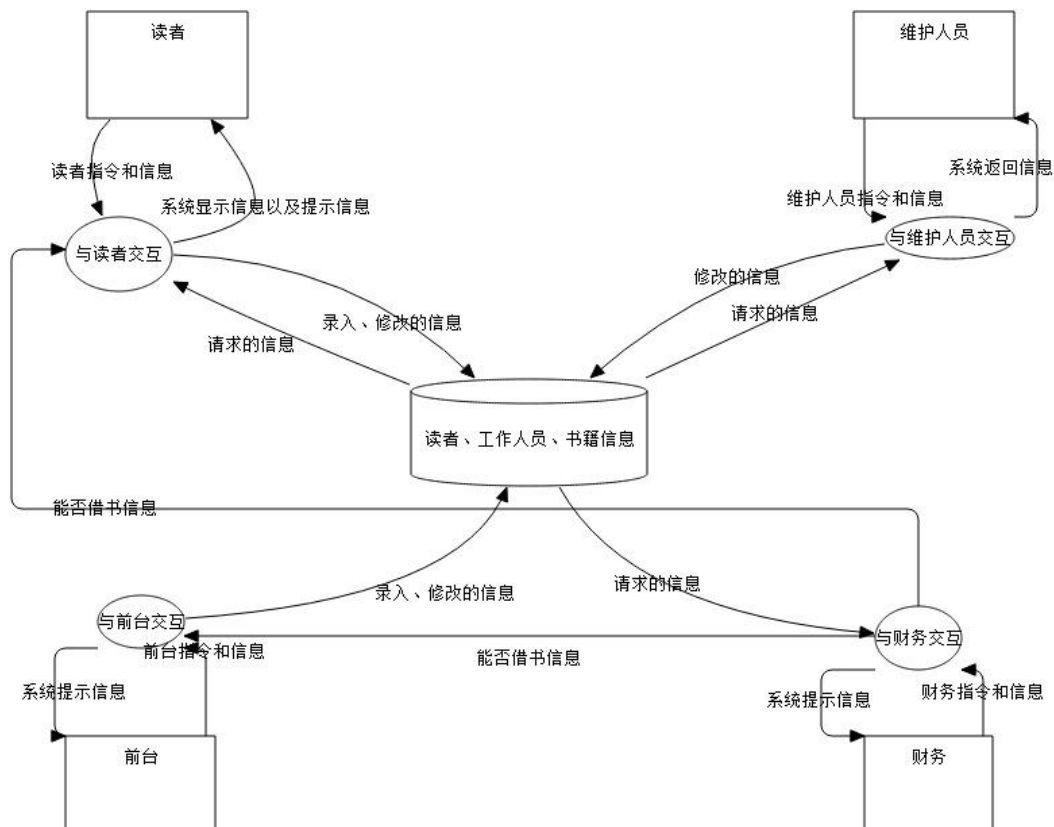 读者
维护人员
读者指令和信息
系统返回信息
系统显示信息以及提示信息
维护人员指令和信息
与读者交互
与维护人员交互
修改的信息
录入、修改的信息
请求的信息
请求的信息
读者、工作人员、书籍信息
能否借书信息
录入、修改的信息
请求的信息
与前台交互
与财务交互
前台指令和信息
能否借书信息
系统提示信息
系统提示信息
财务指令和信息
前台
财务